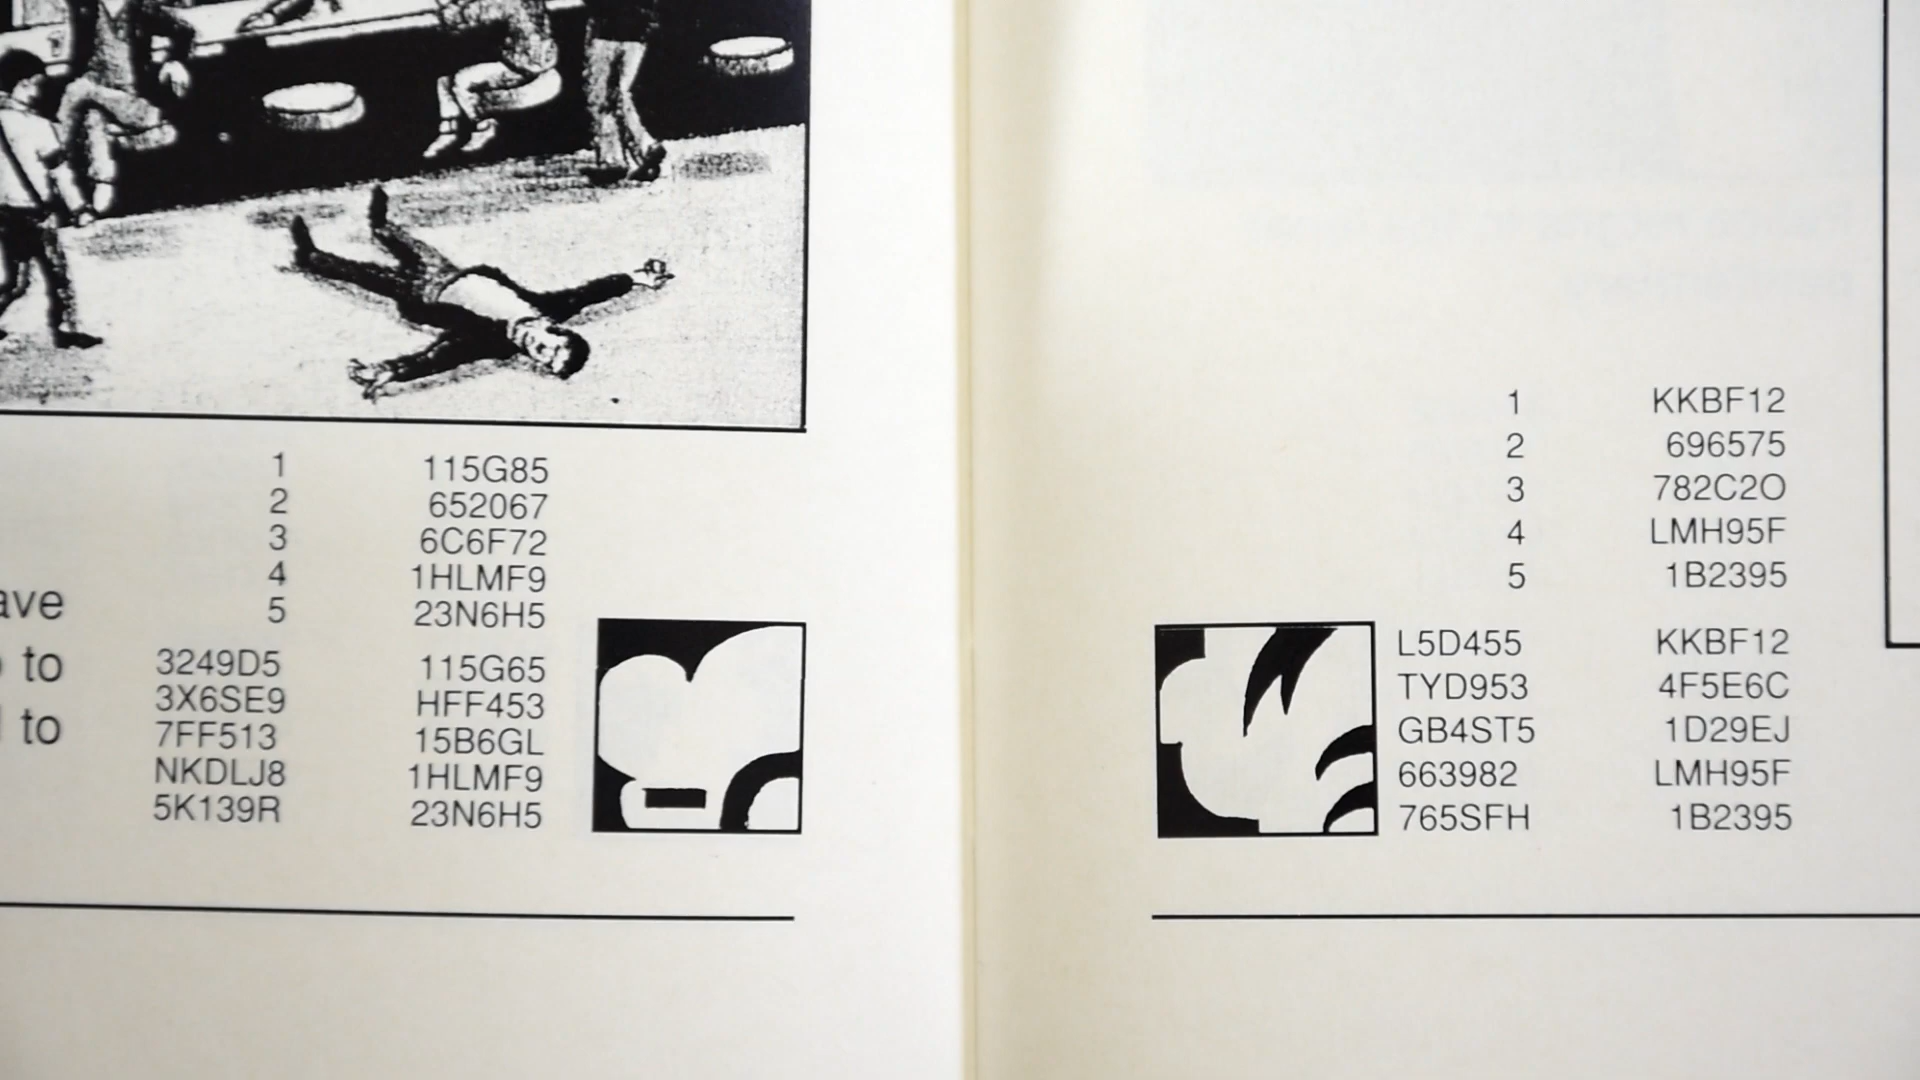 1 115G85
2 652067
3 6C6F72
4 1HLMF9
5 23N6H5
ave
to
to
3249D5 115G65
3X6SE9 HFF453
7FF513 15B6GL
NKDLJ8 1HLMF9
5K139R 23N6H5
1 KKBF12
2 696575
3 782C2O
4 LMH95F
5 1B2395
L5D455 KKBF12
TYD953 4F5E6C
GB4ST5 1D29EJ
663982 LMH95F
765SFH 1B2395